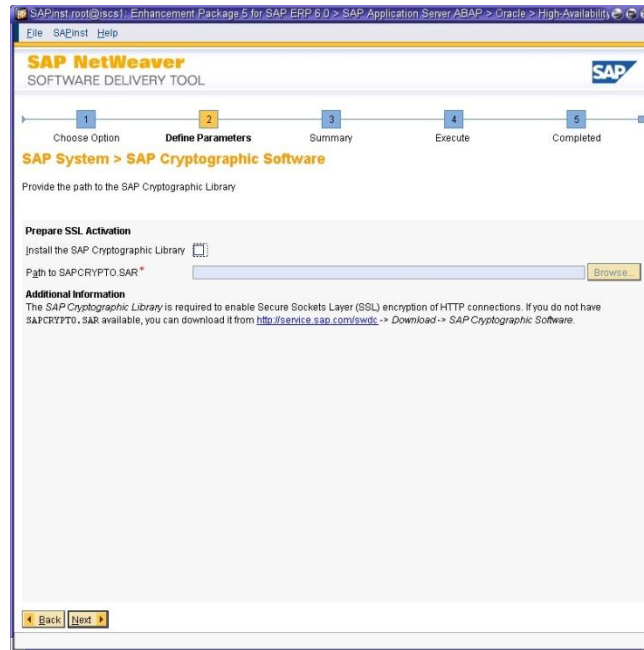 SAPinst root@iscs1: Enhancement Package 5 for SAP ERP 6.0 > SAP Application Server ABAP > Oracle > High-Availability
File SAPinst Help
SAP NetWeaver
SOFTWARE DELIVERY TOOL
SAP
1 2 3 4 5
Choose Option Define Parameters Summary Execute Completed
SAP System > SAP Cryptographic Software
Provide the path to the SAP Cryptographic Library
Prepare SSL Activation
Install the SAP Cryptographic Library
Path to SAPCRYPTO.SAR*
Browse...
Additional Information
The SAP Cryptographic Library is required to enable Secure Sockets Layer (SSL) encryption of HTTP connections. If you do not have
SAPCRYPTO.SAR available, you can download it from http://service.sap.com/swdc -> Download -> SAP Cryptographic Software.
Back Next